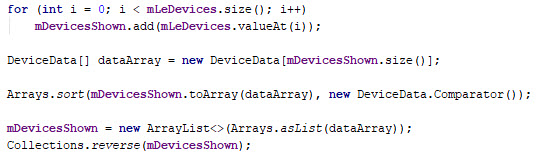 for (int i = 0; i < mLeDevices.size(); i++)
mDevicesShown.add(mLeDevices.valueAt(i));
DeviceData[] dataArray = new DeviceData[mDevicesShown.size()];
Arrays.sort(mDevicesShown.toArray(dataArray), new DeviceData.Comparator());
mDevicesShown = new ArrayList<>(Arrays.asList(dataArray));
Collections.reverse(mDevicesShown);